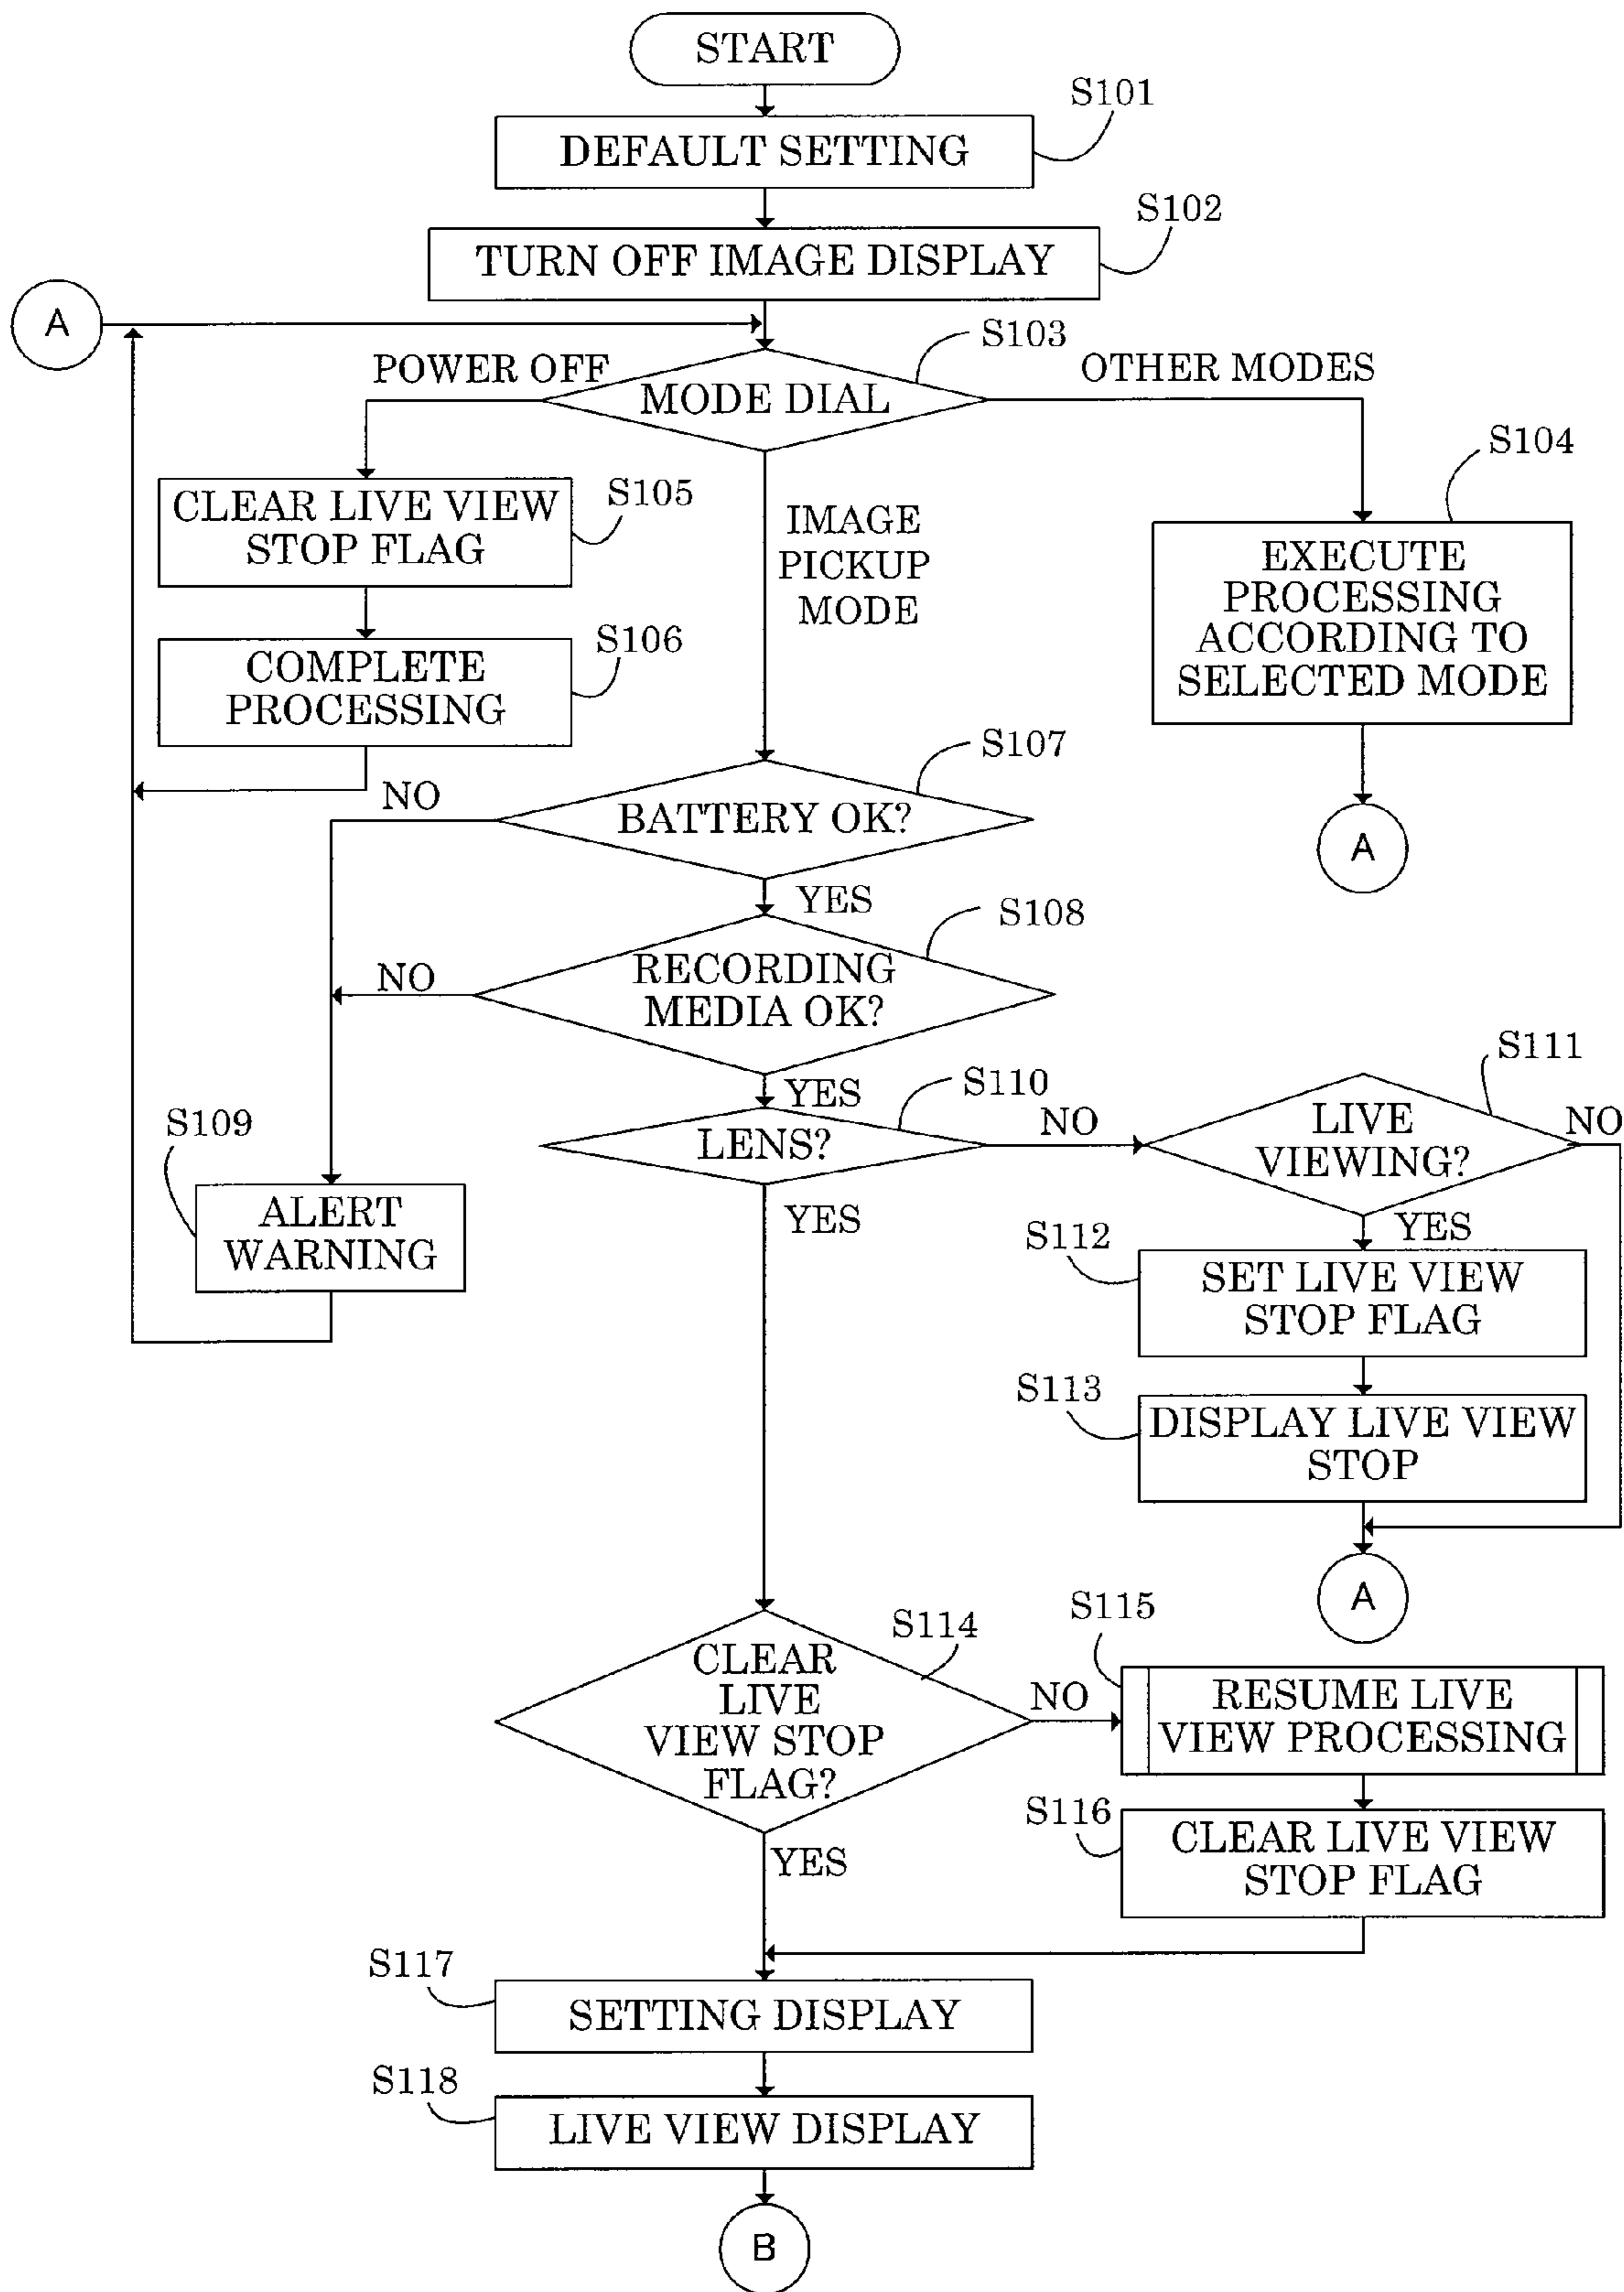 START
S101
DEFAULT SETTING
S102
TURN OFF IMAGE DISPLAY
A
S103
POWER OFF
MODE DIAL
OTHER MODES
S104
CLEAR LIVE VIEW
STOP FLAG
S105
IMAGE
PICKUP
MODE
EXECUTE
PROCESSING
ACCORDING TO
SELECTED MODE
COMPLETE
PROCESSING
S106
S107
NO
BATTERY OK?
A
YES
S108
NO
RECORDING
MEDIA OK?
YES
S110
S111
S109
LENS?
NO
LIVE
VIEWING?
NO
YES
YES
ALERT
WARNING
S112
SET LIVE VIEW
STOP FLAG
S113
DISPLAY LIVE VIEW
STOP
A
S114
S115
CLEAR
LIVE
VIEW STOP
FLAG?
NO
RESUME LIVE
VIEW PROCESSING
S116
CLEAR LIVE VIEW
STOP FLAG
YES
S117
SETTING DISPLAY
S118
LIVE VIEW DISPLAY
B